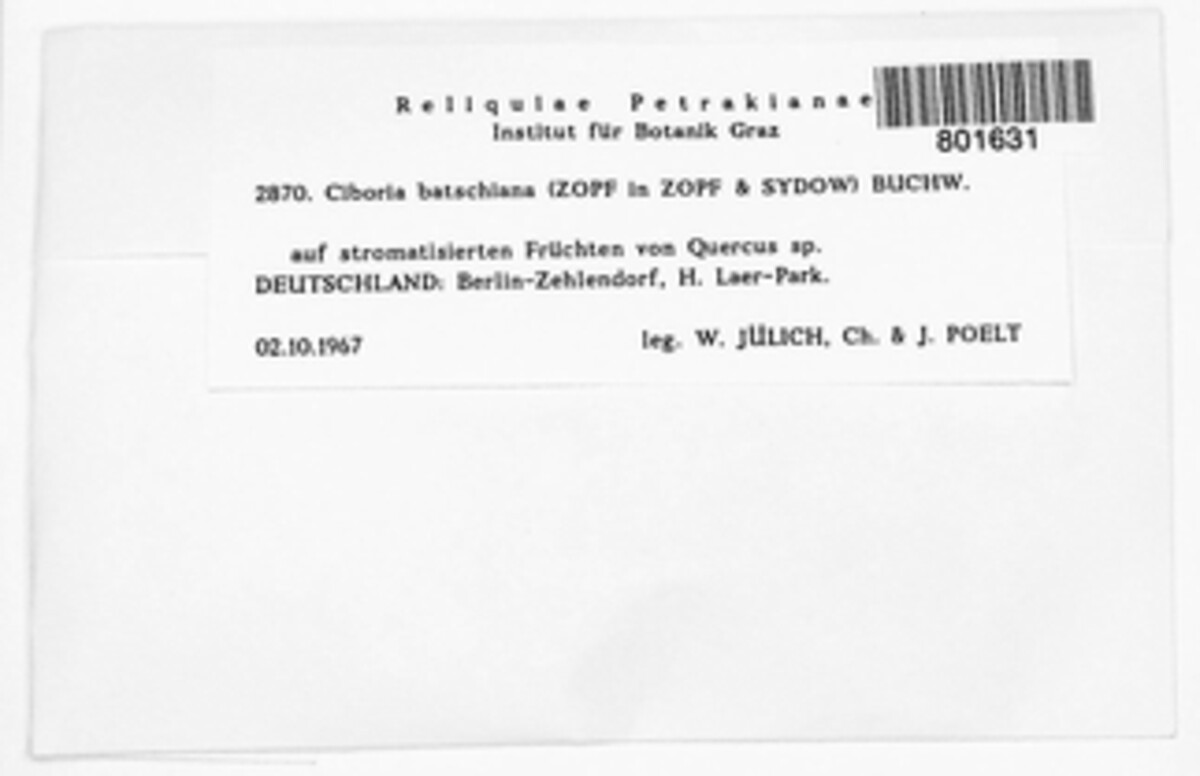 Reliquiae Petrakianae
Institut für Botanik Graz
801631
2870. Ciboria batschiana (ZOPF in ZOPF & SYDOW) BUCHW.
auf stromatisierten Früchten von Quercus sp.
DEUTSCHLAND: Berlin-Zehlendorf, H. Laer-Park.
02.10.1967 leg. W. JÜLICH, Ch. & J. POELT